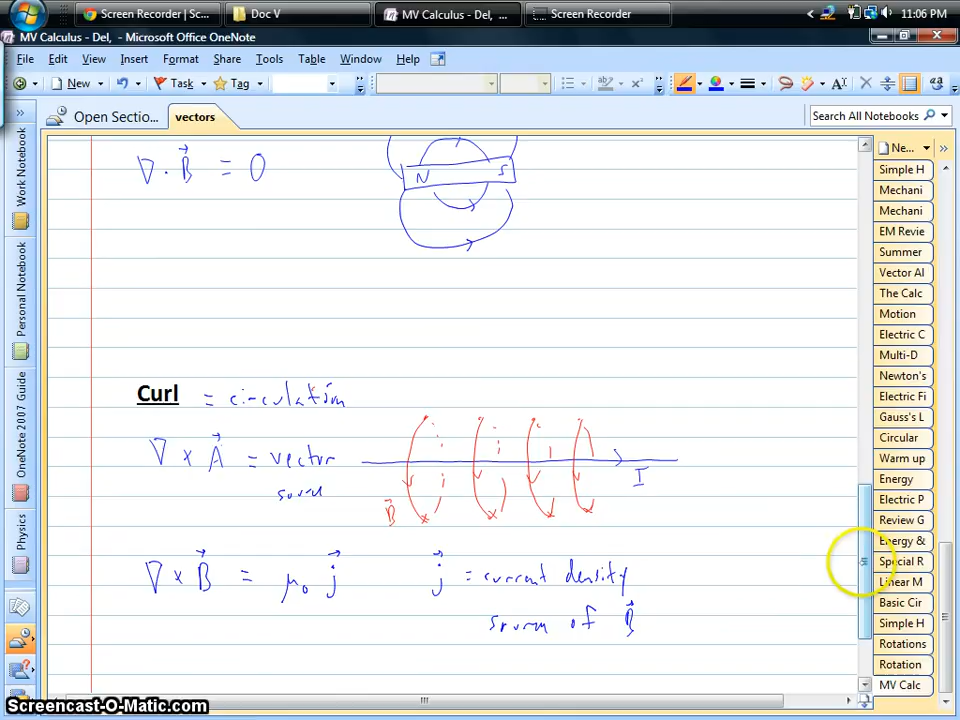 Screen Recorder | Sc...
Doc V
MV Calculus - Del, ...
Screen Recorder
11:06 PM
MV Calculus - Del, - Microsoft Office OneNote
File Edit View Insert Format Share Tools Table Window Help
New Task Tag
Open Sectio... vectors
Search All Notebooks
Work Notebook
Personal Notebook
OneNote 2007 Guide
Physics
∇ · B⃗ = 0
N S
Curl = circulation
∇ × A⃗ = vector
I
B⃗
∇ × B⃗ = μ₀ j⃗ j⃗ = current density
of B⃗
Ne...
Simple H
Mechani
Mechani
EM Revie
Summer
Vector Al
The Calc
Motion
Electric C
Multi-D
Newton's
Electric Fi
Gauss's L
Circular
Warm up
Energy
Electric P
Review G
Energy &
Special R
Linear M
Basic Cir
Simple H
Rotations
Rotation
MV Calc
Screencast-O-Matic.com